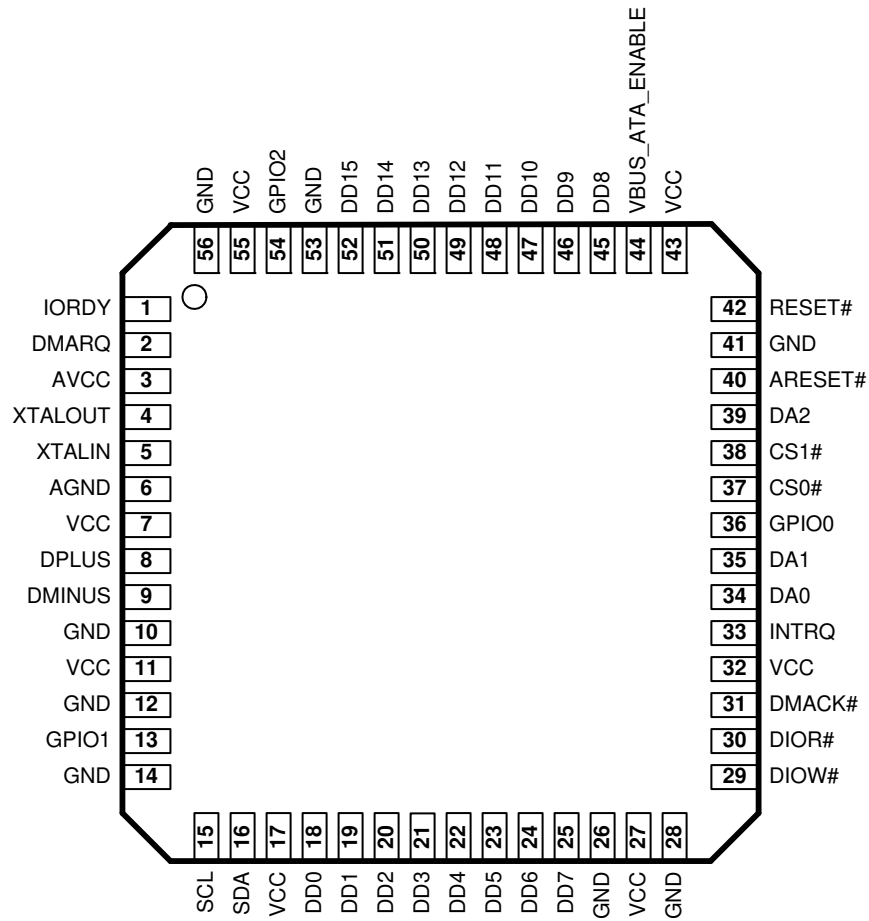 VBUS_ATA_ENABLE
GND VCC GPIO2 GND DD15 DD14 DD13 DD12 DD11 DD10 DD9 DD8 VCC
56 55 54 53 52 51 50 49 48 47 46 45 44 43
IORDY 1 42 RESET#
DMARQ 2 41 GND
AVCC 3 40 ARESET#
XTALOUT 4 39 DA2
XTALIN 5 38 CS1#
AGND 6 37 CS0#
VCC 7 36 GPIO0
DPLUS 8 35 DA1
DMINUS 9 34 DA0
GND 10 33 INTRQ
VCC 11 32 VCC
GND 12 31 DMACK#
GPIO1 13 30 DIOR#
GND 14 29 DIOW#
15 16 17 18 19 20 21 22 23 24 25 26 27 28
SCL SDA VCC DD0 DD1 DD2 DD3 DD4 DD5 DD6 DD7 GND VCC GND